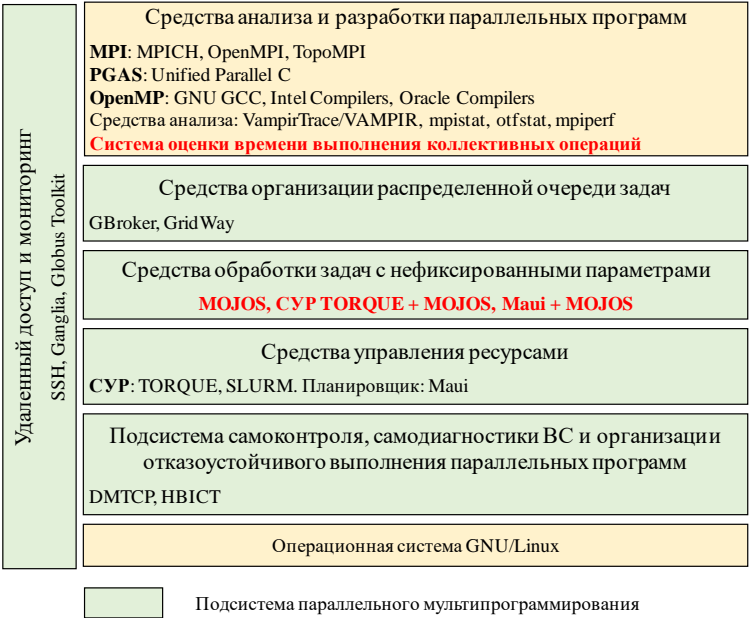 Удаленный доступ и мониторинг
SSH, Ganglia, Globus Toolkit
Средства анализа и разработки параллельных программ
MPI: MPICH, OpenMPI, TopoMPI
PGAS: Unified Parallel C
OpenMP: GNU GCC, Intel Compilers, Oracle Compilers
Средства анализа: VampirTrace/VAMPIR, mpistat, otfstat, mpiperf
Система оценки времени выполнения коллективных операций
Средства организации распределенной очереди задач
GBroker, GridWay
Средства обработки задач с нефиксированными параметрами
MOJOS, СУР TORQUE + MOJOS, Maui + MOJOS
Средства управления ресурсами
СУР: TORQUE, SLURM. Планировщик: Maui
Подсистема самоконтроля, самодиагностики ВС и организации
отказоустойчивого выполнения параллельных программ
DMTCP, HBICT
Операционная система GNU/Linux
Подсистема параллельного мультипрограммирования